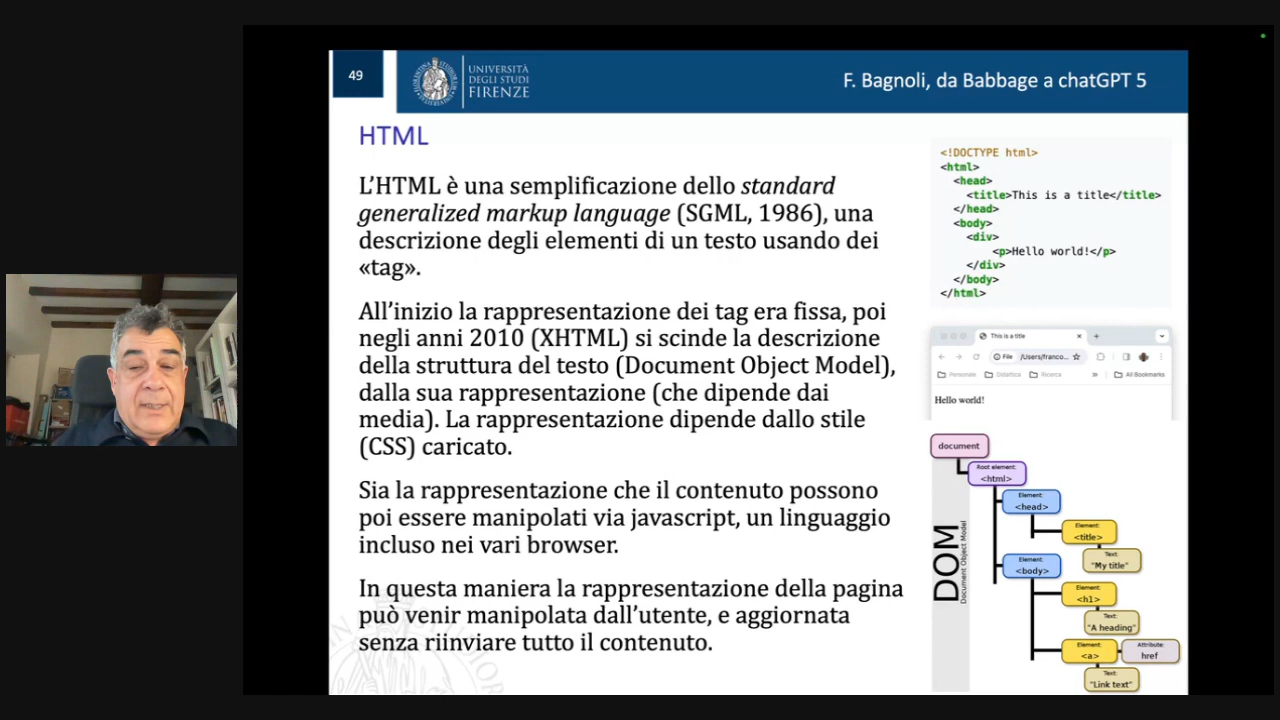 49
UNIVERSITÀ
DEGLI STUDI
FIRENZE
F. Bagnoli, da Babbage a chatGPT 5
HTML
L’HTML è una semplificazione dello standard
generalized markup language (SGML, 1986), una
descrizione degli elementi di un testo usando dei
«tag».
All’inizio la rappresentazione dei tag era fissa, poi
negli anni 2010 (XHTML) si scinde la descrizione
della struttura del testo (Document Object Model),
dalla sua rappresentazione (che dipende dai
media). La rappresentazione dipende dallo stile
(CSS) caricato.
Sia la rappresentazione che il contenuto possono
poi essere manipolati via javascript, un linguaggio
incluso nei vari browser.
In questa maniera la rappresentazione della pagina
può venir manipolata dall’utente, e aggiornata
senza riinviare tutto il contenuto.
<!DOCTYPE html>
<html>
<head>
<title>This is a title</title>
</head>
<body>
<div>
<p>Hello world!</p>
</div>
</body>
</html>
This is a title
File /Users/franco...
Personale Didattica Ricerca » All Bookmarks
Hello world!
document
Root element:
<html>
Element:
<head>
Element:
<title>
Text:
"My title"
Element:
<body>
Element:
<h1>
Text:
"A heading"
Element:
<a>
Attribute:
href
Text:
"Link text"
DOM
Document Object Model